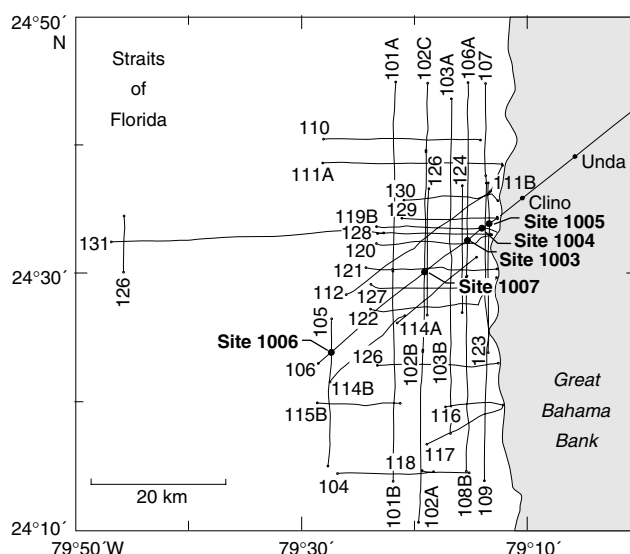 24°50´
N
Straits
of
Florida
101A
102C
103A
106A
107
110
111A
126
124
111B
Unda
130
Clino
129
119B
Site 1005
128
Site 1004
131
120
Site 1003
24°30´
121
126
112
127
Site 1007
105
122
114A
Site 1006
102B
103B
123
126
106
114B
Great
Bahama
Bank
115B
116
117
118
104
101B
102A
108B
109
20 km
24°10´
79°50´W
79°30´
79°10´